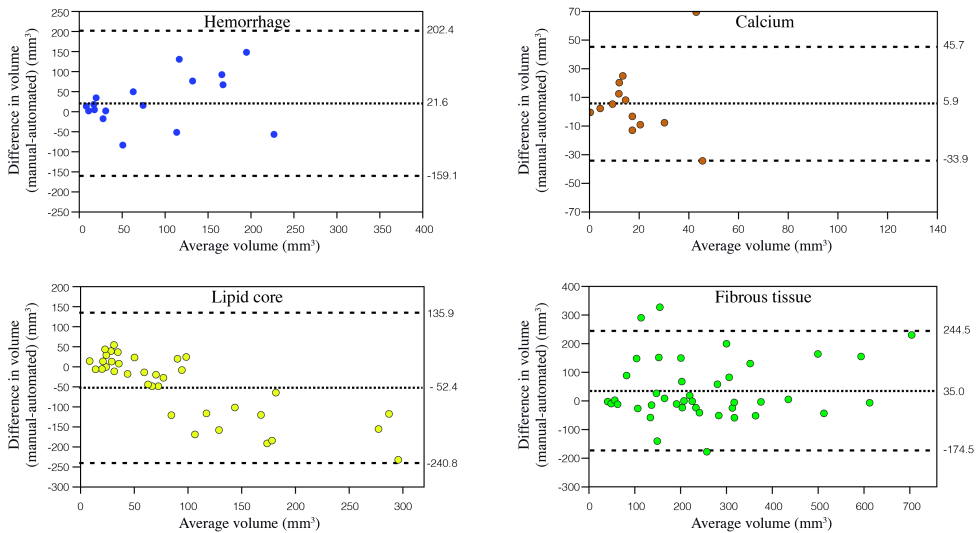 Hemorrhage
Difference in volume
(manual-automated) (mm³)
250
200
150
100
50
0
-50
-100
-150
-200
-250
202.4
21.6
-159.1
0 50 100 150 200 250 300 350 400
Average volume (mm³)
Calcium
Difference in volume
(manual-automated) (mm³)
70
50
30
10
-10
-30
-50
-70
45.7
5.9
-33.9
0 20 40 60 80 100 120 140
Average volume (mm³)
Lipid core
Difference in volume
(manual-automated) (mm³)
200
150
100
50
0
-50
-100
-150
-200
-250
-300
135.9
-52.4
-240.8
0 50 100 150 200 250 300
Average volume (mm³)
Fibrous tissue
Difference in volume
(manual-automated) (mm³)
400
300
200
100
0
-100
-200
-300
244.5
35.0
-174.5
0 100 200 300 400 500 600 700
Average volume (mm³)